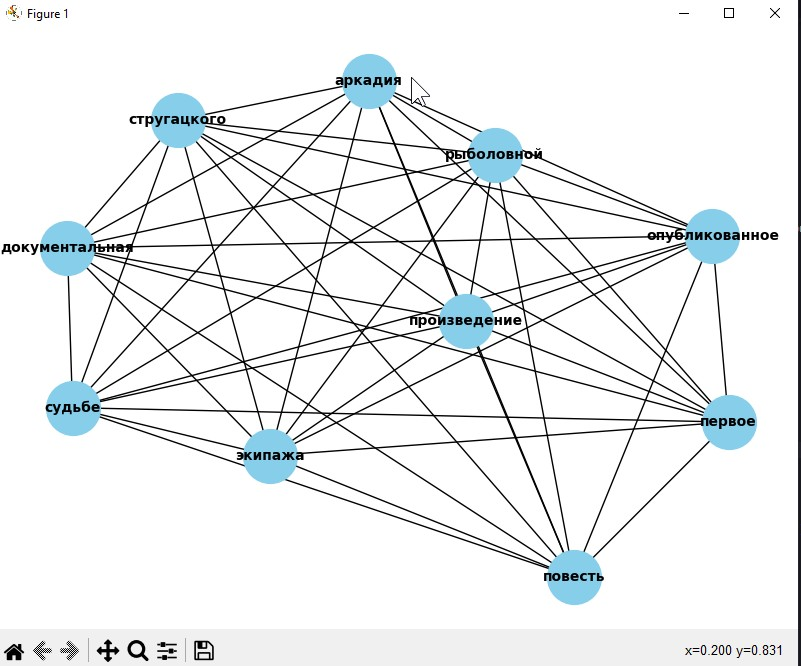 Figure 1
аркадия
стругацкого
рыболовной
опубликованное
документальная
произведение
судьбе
первое
экипажа
повесть
x=0.200 y=0.831